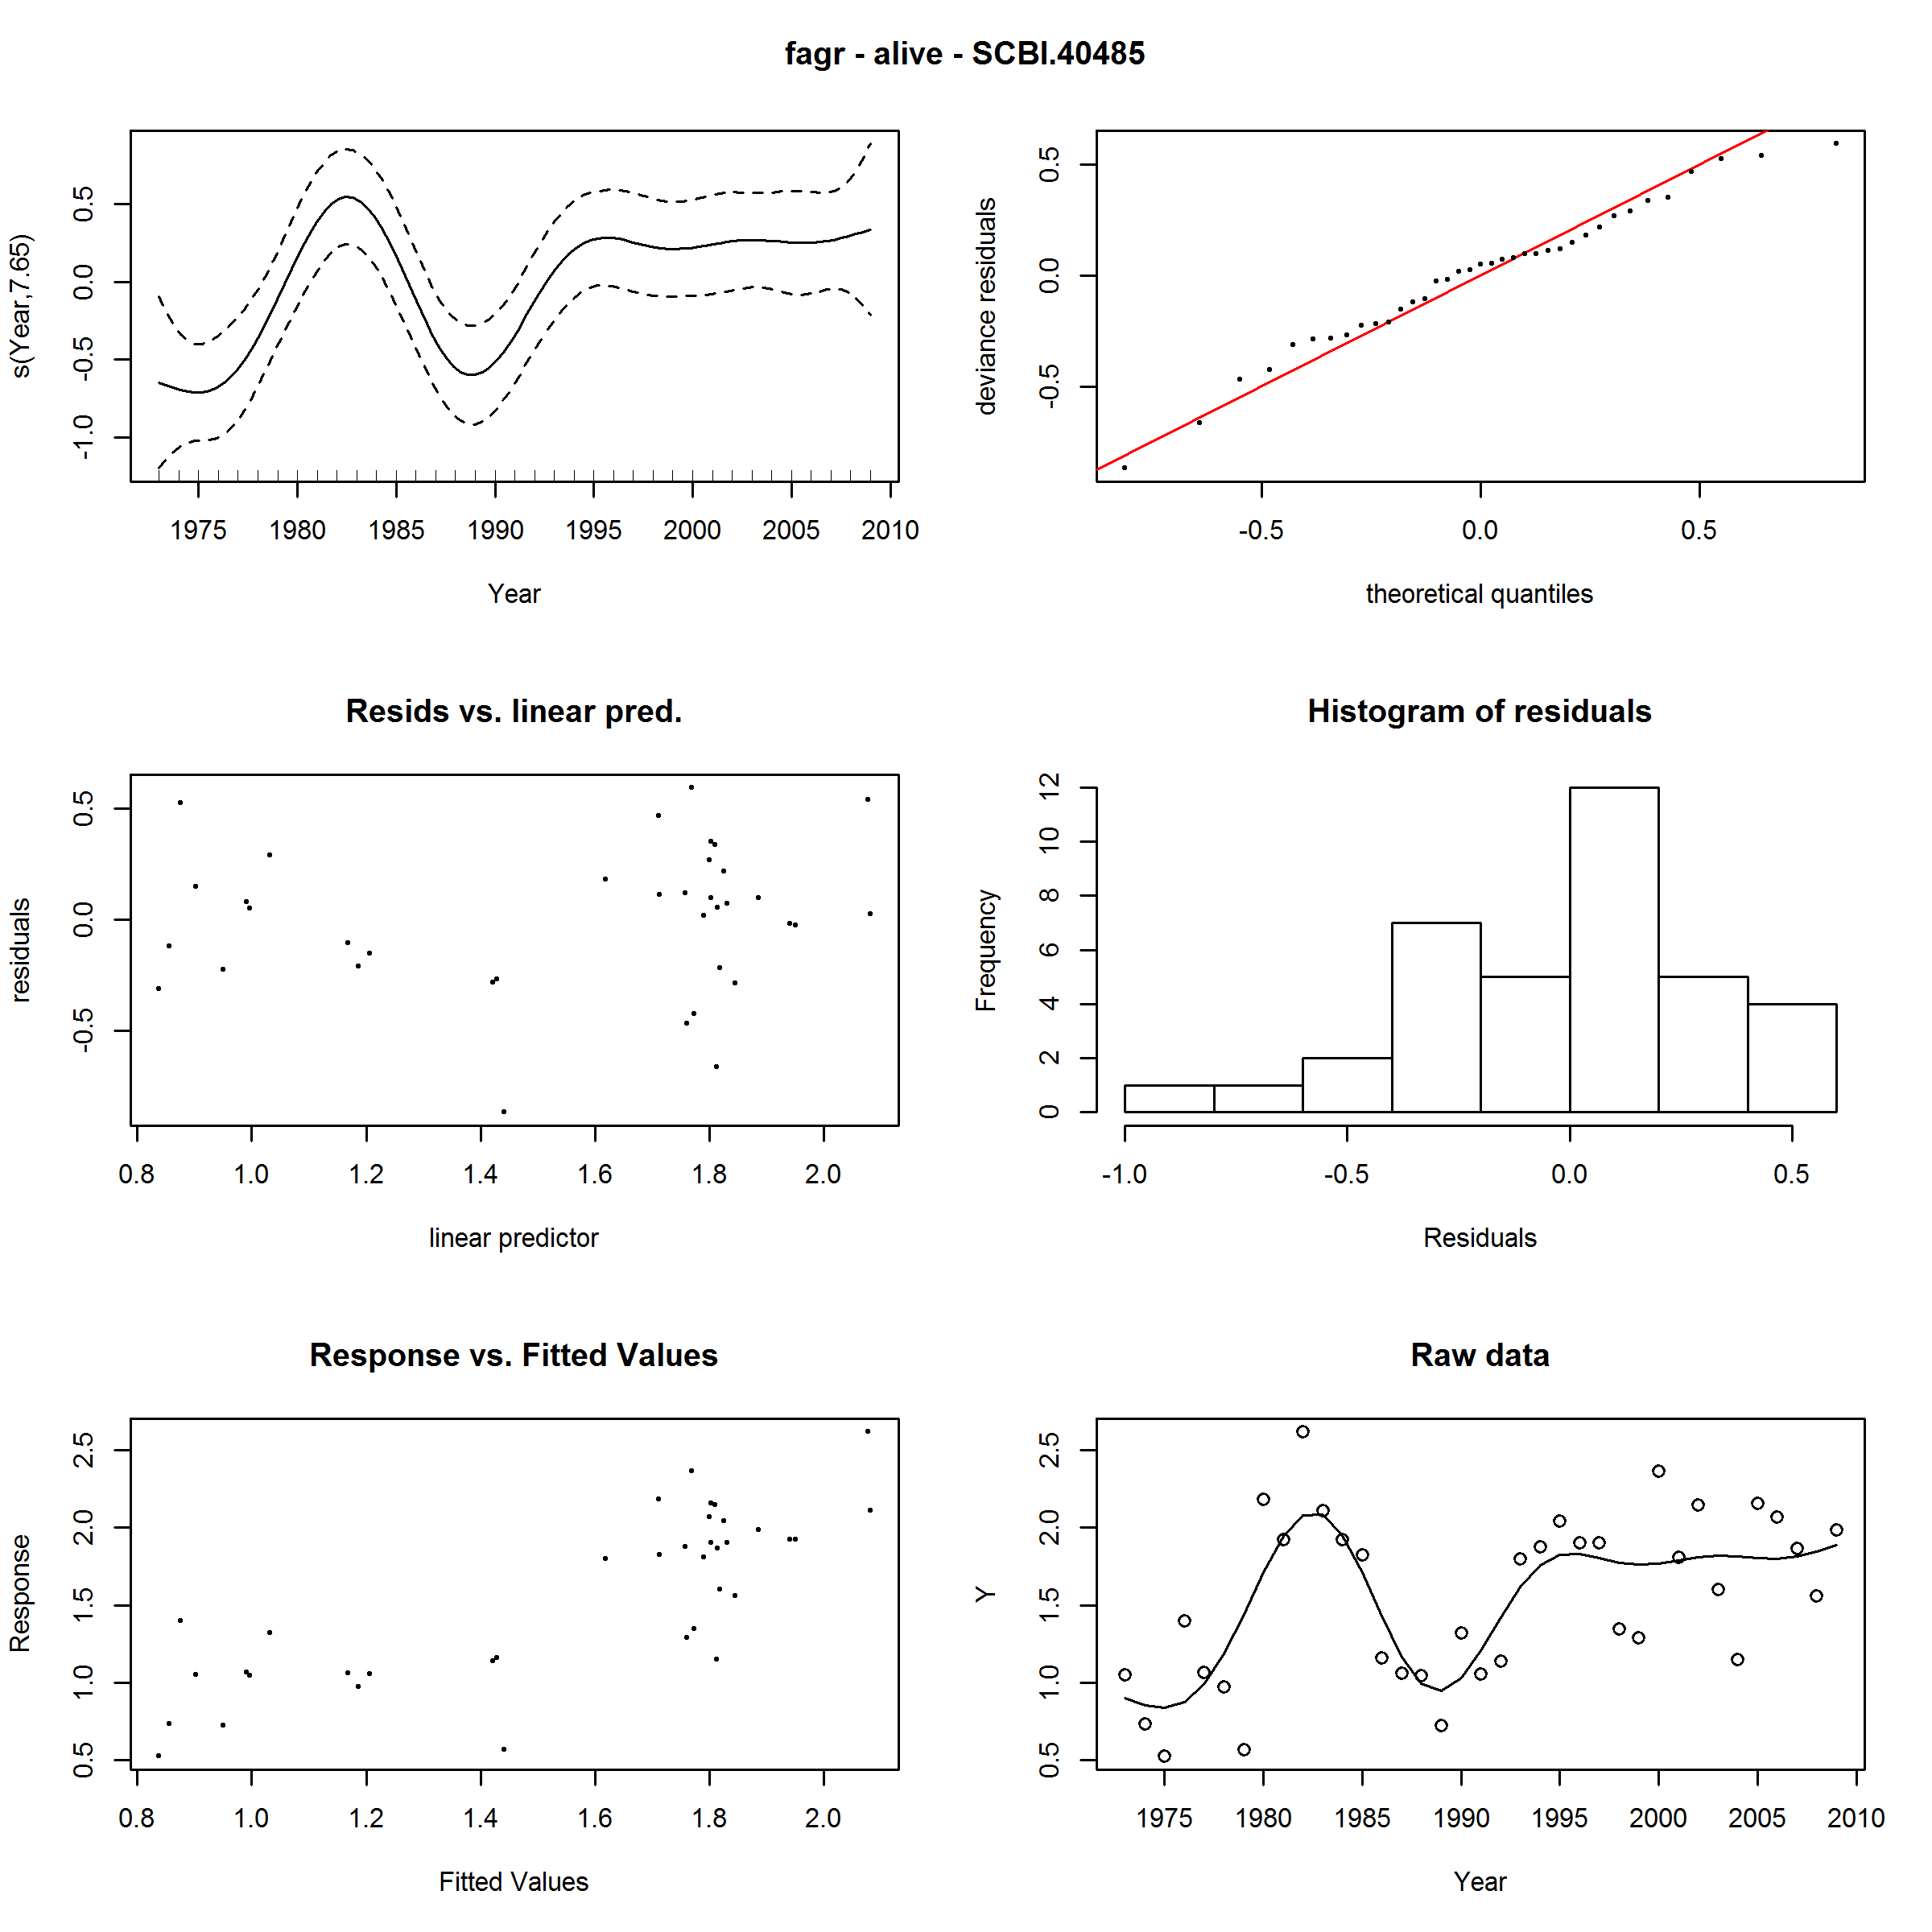 fagr - alive - SCBI.40485
s(Year,7.65)
0.5
0.0
-0.5
-1.0
1975 1980 1985 1990 1995 2000 2005 2010
Year
deviance residuals
0.5
0.0
-0.5
-0.5 0.0 0.5
theoretical quantiles
Resids vs. linear pred.
residuals
0.5
0.0
-0.5
0.8 1.0 1.2 1.4 1.6 1.8 2.0
linear predictor
Histogram of residuals
Frequency
12
10
8
6
4
2
0
-1.0 -0.5 0.0 0.5
Residuals
Response vs. Fitted Values
Response
2.5
2.0
1.5
1.0
0.5
0.8 1.0 1.2 1.4 1.6 1.8 2.0
Fitted Values
Raw data
Y
2.5
2.0
1.5
1.0
0.5
1975 1980 1985 1990 1995 2000 2005 2010
Year